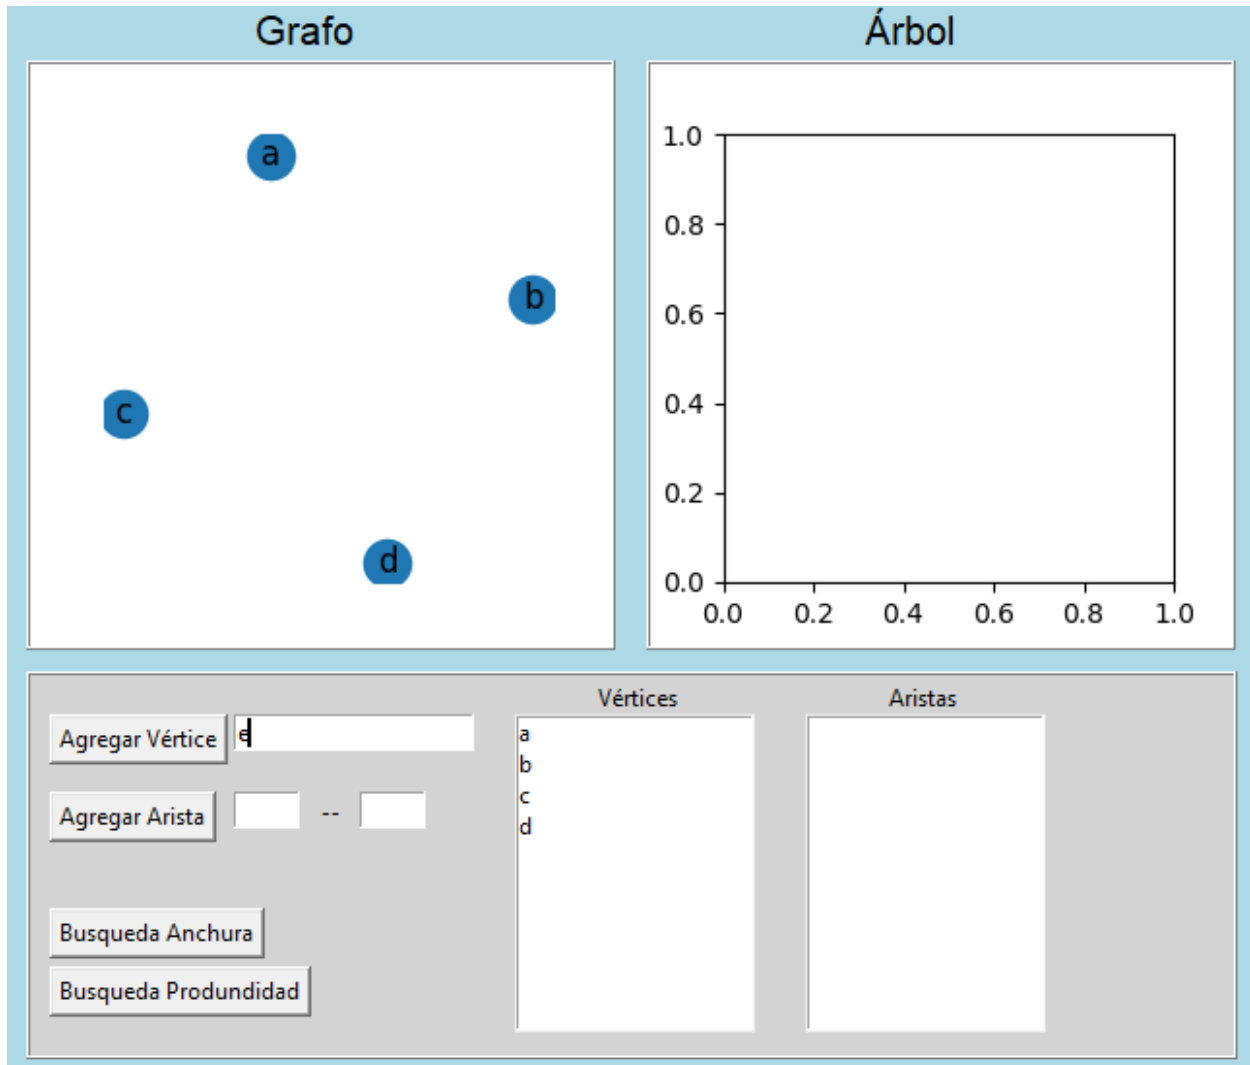 Grafo
Árbol
a
b
c
d
1.0
0.8
0.6
0.4
0.2
0.0
0.0 0.2 0.4 0.6 0.8 1.0
Agregar Vértice e
Agregar Arista --
Busqueda Anchura
Busqueda Produndidad
Vértices
a
b
c
d
Aristas